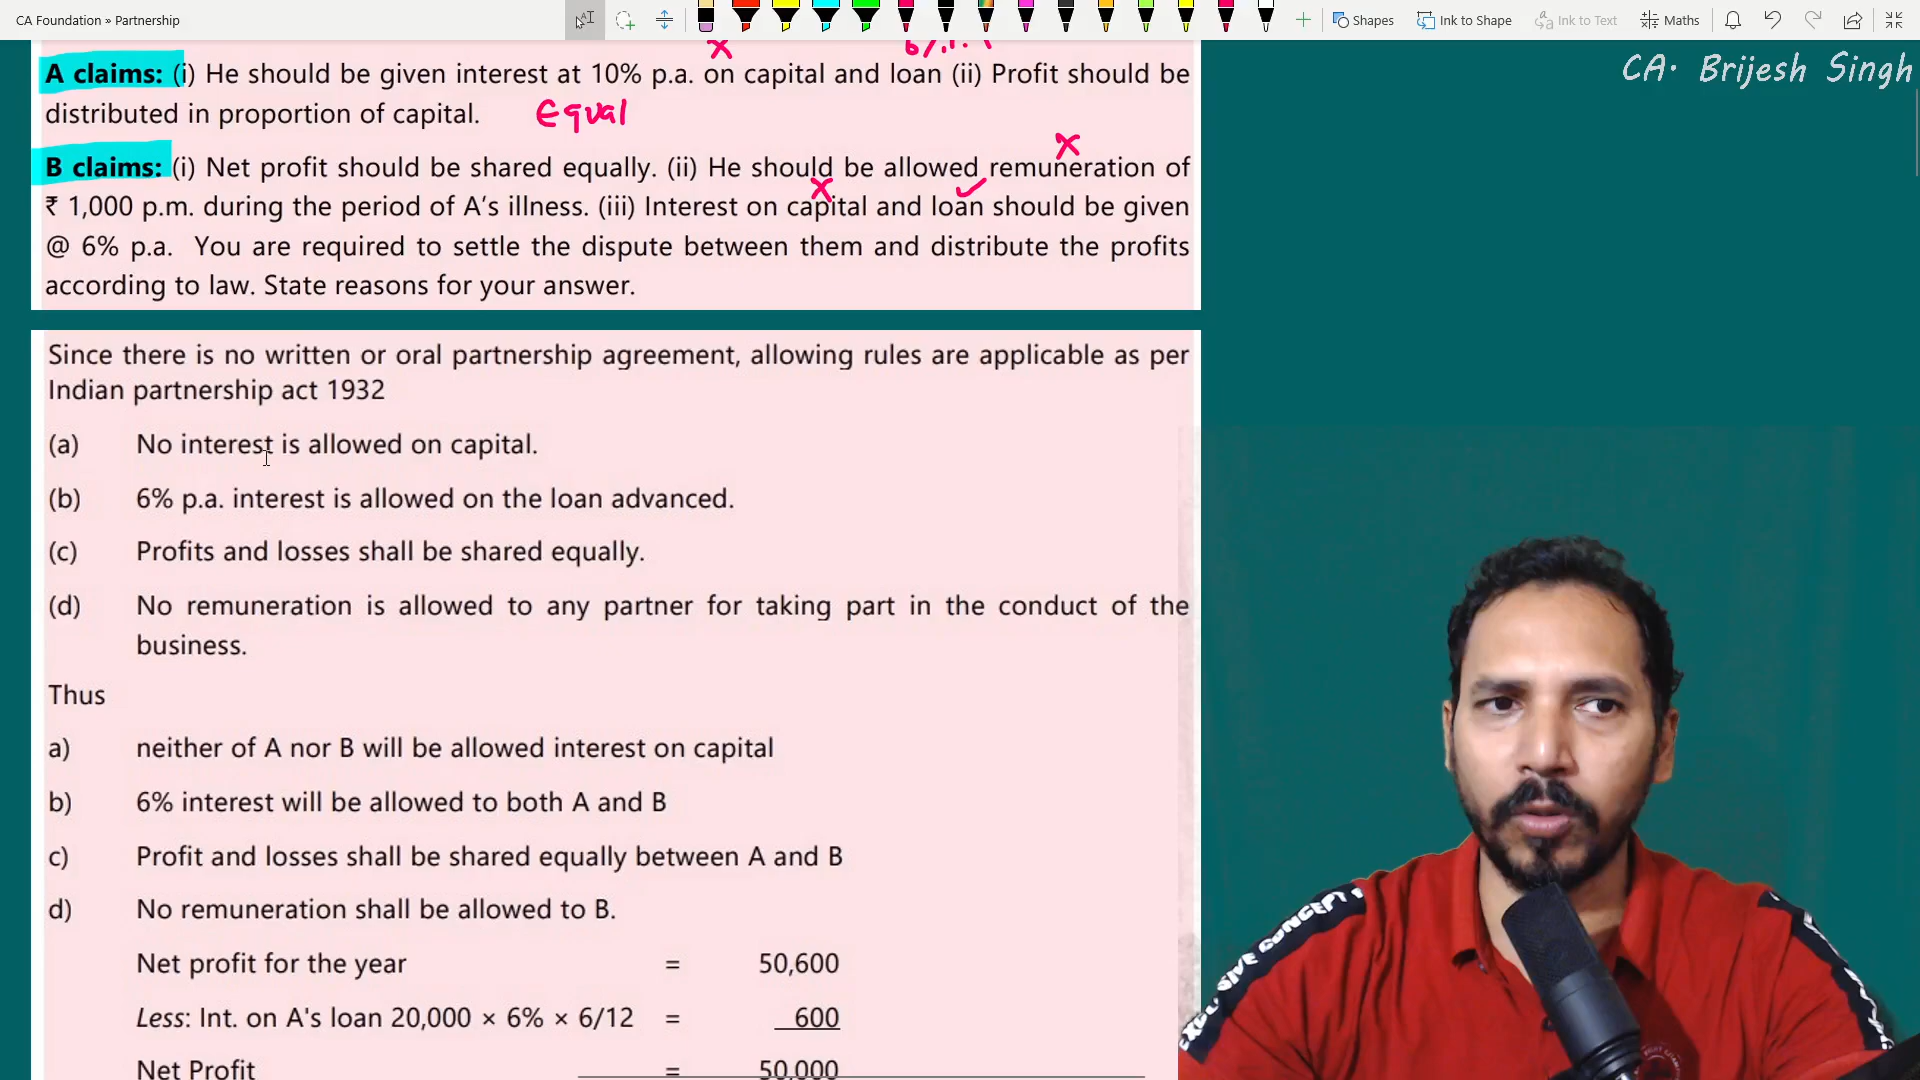 CA Foundation » Partnership
Shapes
Ink to Shape
Ink to Text
Maths
CA. Brijesh Singh
A claims: (i) He should be given interest at 10% p.a. on capital and loan (ii) Profit should be
distributed in proportion of capital. Equal
B claims: (i) Net profit should be shared equally. (ii) He should be allowed remuneration of
₹ 1,000 p.m. during the period of A's illness. (iii) Interest on capital and loan should be given
@ 6% p.a. You are required to settle the dispute between them and distribute the profits
according to law. State reasons for your answer.
Since there is no written or oral partnership agreement, allowing rules are applicable as per
Indian partnership act 1932
(a) No interest is allowed on capital.
(b) 6% p.a. interest is allowed on the loan advanced.
(c) Profits and losses shall be shared equally.
(d) No remuneration is allowed to any partner for taking part in the conduct of the
business.
Thus
a) neither of A nor B will be allowed interest on capital
b) 6% interest will be allowed to both A and B
c) Profit and losses shall be shared equally between A and B
d) No remuneration shall be allowed to B.
Net profit for the year = 50,600
Less: Int. on A's loan 20,000 × 6% × 6/12 = 600
Net Profit = 50,000